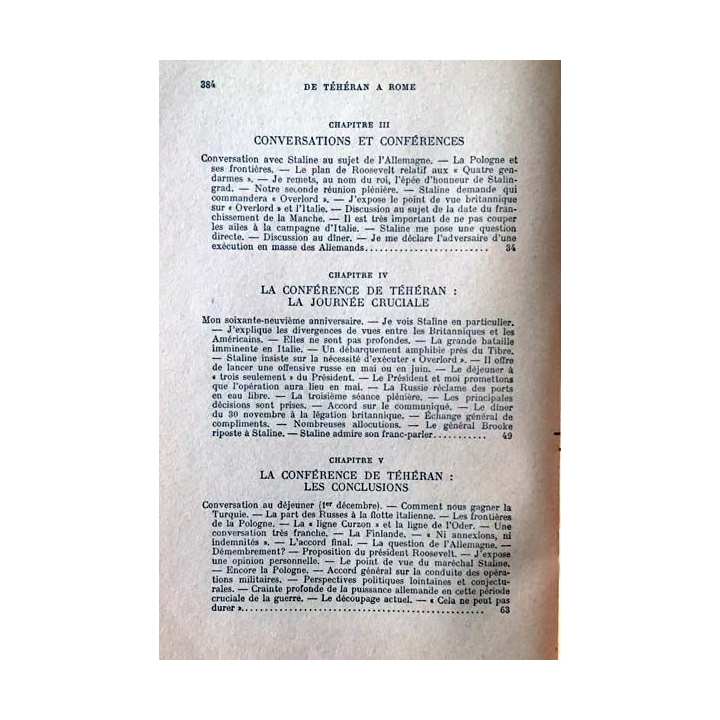 384 DE TÉHÉRAN A ROME
CHAPITRE III
CONVERSATIONS ET CONFÉRENCES
Conversation avec Staline au sujet de l'Allemagne. — La Pologne et
ses frontières. — Le plan de Roosevelt relatif aux « Quatre gen-
darmes ». — Je remets, au nom du roi, l'épée d'honneur de Stalin-
grad. — Notre seconde réunion plénière. — Staline demande qui
commandera « Overlord ». — J'expose le point de vue britannique
sur « Overlord » et l'Italie. — Discussion au sujet de la date du fran-
chissement de la Manche. — Il est très important de ne pas couper
les ailes à la campagne d'Italie. — Staline me pose une question
directe. — Discussion au dîner. — Je me déclare l'adversaire d'une
exécution en masse des Allemands........................ 34
CHAPITRE IV
LA CONFÉRENCE DE TÉHÉRAN :
LA JOURNÉE CRUCIALE
Mon soixante-neuvième anniversaire. — Je vois Staline en particulier.
— J'explique les divergences de vues entre les Britanniques et les
Américains. — Elles ne sont pas profondes. — La grande bataille
imminente en Italie. — Un débarquement amphibie près du Tibre.
— Staline insiste sur la nécessité d'exécuter « Overlord ». — Il offre
de lancer une offensive russe en mai ou en juin. — Le déjeuner à
« trois seulement » du Président. — Le Président et moi promettons
que l'opération aura lieu en mai. — La Russie réclame des ports
en eau libre. — La troisième séance plénière. — Les principales
décisions sont prises. — Accord sur le communiqué. — Le dîner
du 30 novembre à la légation britannique. — Échange général de
compliments. — Nombreuses allocutions. — Le général Brooke
riposte à Staline. — Staline admire son franc-parler.......... 49
CHAPITRE V
LA CONFÉRENCE DE TÉHÉRAN :
LES CONCLUSIONS
Conversation au déjeuner (1er décembre). — Comment nous gagner la
Turquie. — La part des Russes à la flotte italienne. — Les frontières
de la Pologne. — La « ligne Curzon » et la ligne de l'Oder. — Une
conversation très franche. — La Finlande. — « Ni annexions, ni
indemnités ». — L'accord final. — La question de l'Allemagne. —
Démembrement? — Proposition du président Roosevelt. — J'expose
une opinion personnelle. — Le point de vue du maréchal Staline.
— Encore la Pologne. — Accord général sur la conduite des opéra-
tions militaires. — Perspectives politiques lointaines et conjectu-
rales. — Crainte profonde de la puissance allemande en cette période
cruciale de la guerre. — Le découpage actuel. — « Cela ne peut pas
durer »................................................ 63